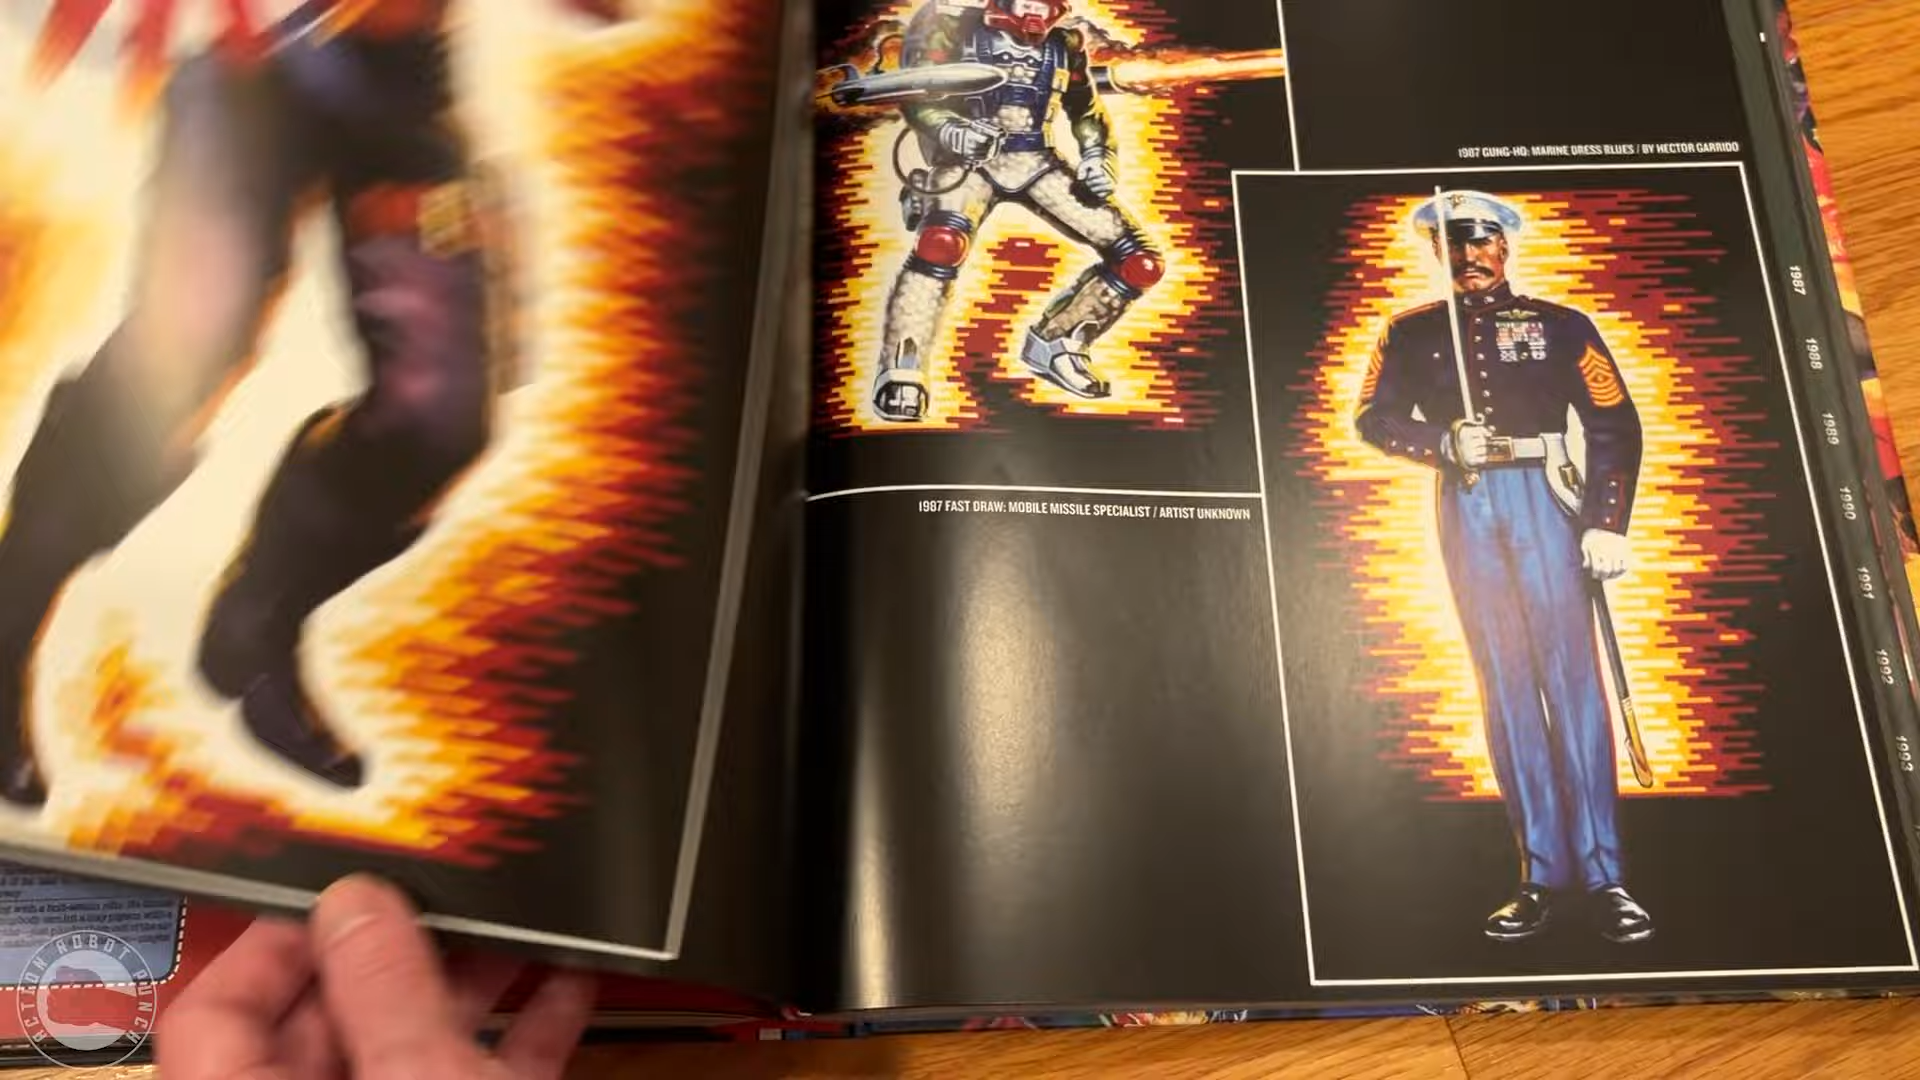 1987 GUNG-HO: MARINE DRESS BLUES / BY HECTOR GARRIDO
1987 FAST DRAW: MOBILE MISSILE SPECIALIST / ARTIST UNKNOWN
1987
1988
1989
1990
1991
1992
1993
ACTION ROBOT PUNCH